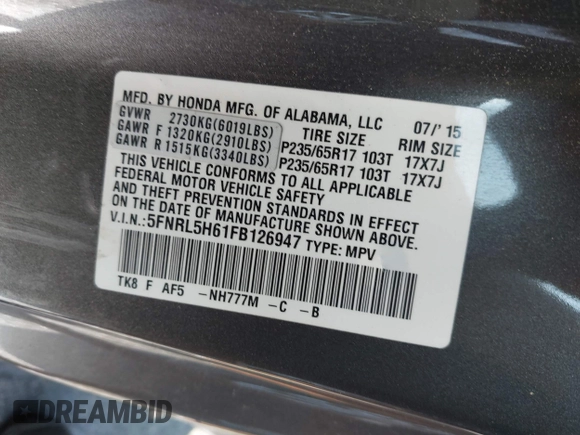 MFD. BY HONDA MFG. OF ALABAMA, LLC 07/'15
GVWR 2730KG(6019LBS) TIRE SIZE RIM SIZE
GAWR F 1320KG(2910LBS) P235/65R17 103T 17X7J
GAWR R 1515KG(3340LBS) P235/65R17 103T 17X7J
THIS VEHICLE CONFORMS TO ALL APPLICABLE
FEDERAL MOTOR VEHICLE SAFETY
AND THEFT PREVENTION STANDARDS IN EFFECT
ON THE DATE OF MANUFACTURE SHOWN ABOVE.
V.I.N.:5FNRL5H61FB126947 TYPE: MPV
TK8 F AF5 -NH777M -C -B
DREAMBID